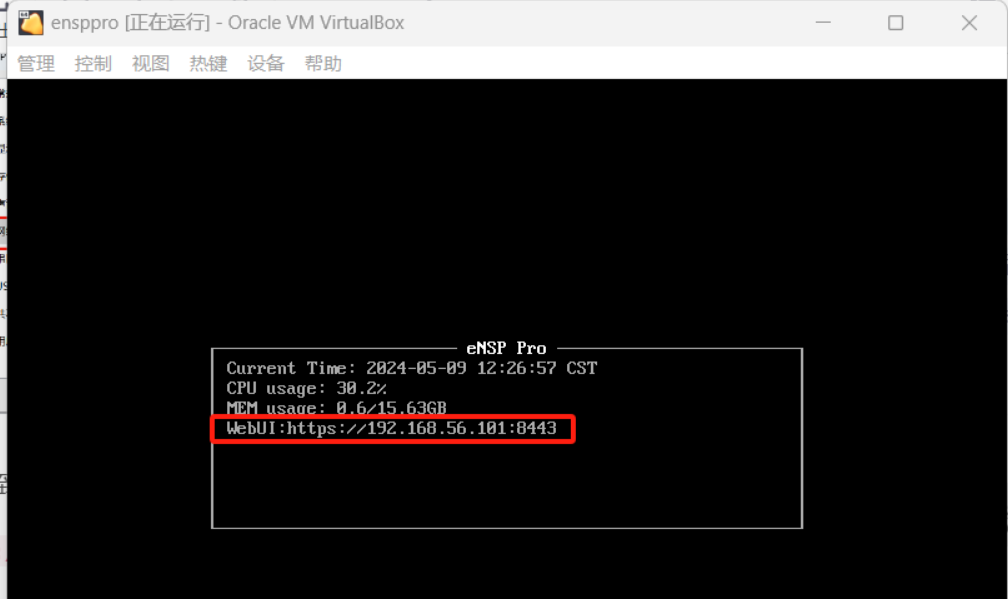 ensppro [正在运行] - Oracle VM VirtualBox
管理 控制 视图 热键 设备 帮助
eNSP Pro
Current Time: 2024-05-09 12:26:57 CST
CPU usage: 30.2%
MEM usage: 0.6/15.63GB
WebUI:https://192.168.56.101:8443